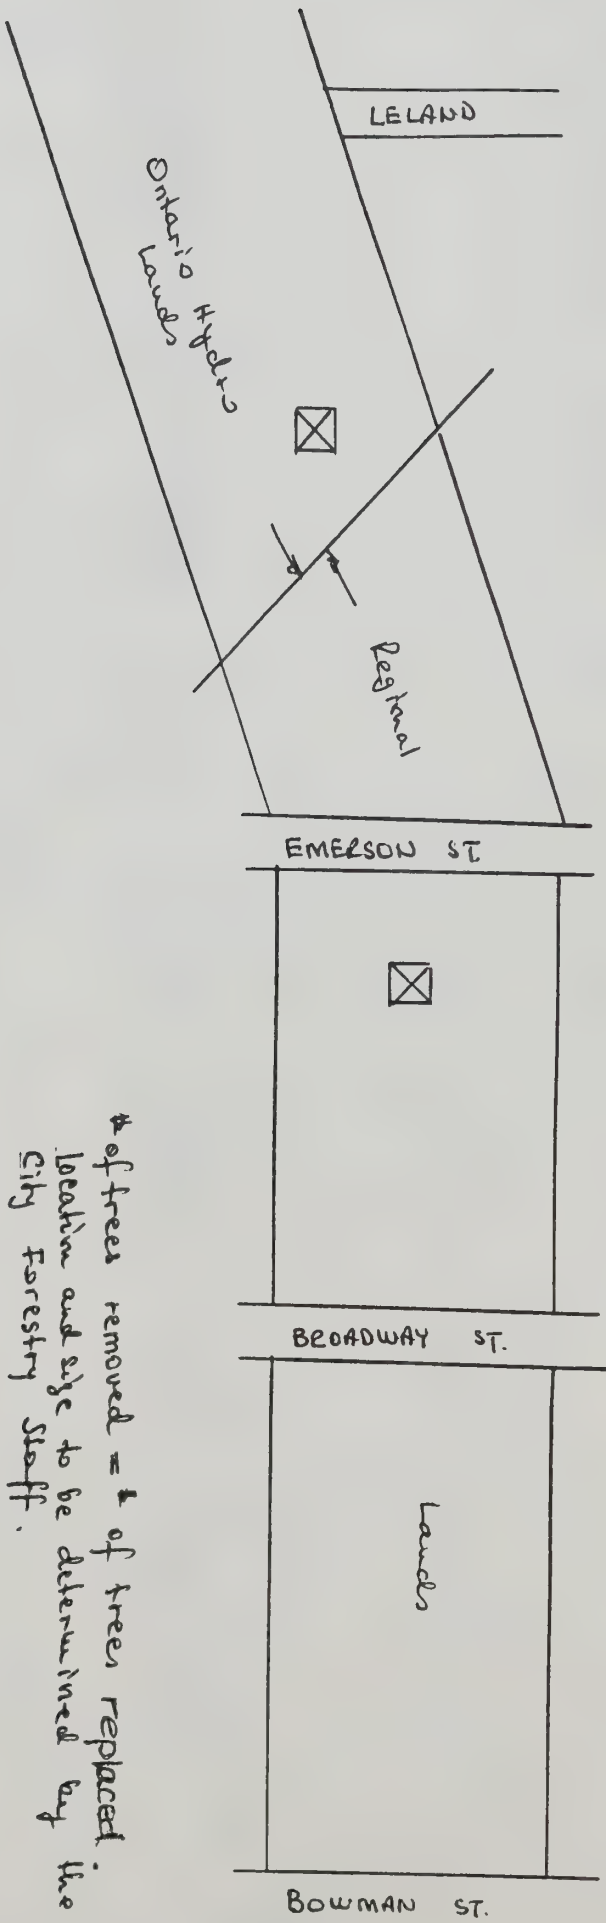 LELAND
Ontario Hydro
Lands
Regional
EMERSON ST.
BROADWAY ST.
Lands
BOWMAN ST.
# of trees removed = # of trees replaced.
Location and size to be determined by the
City Forestry Staff.